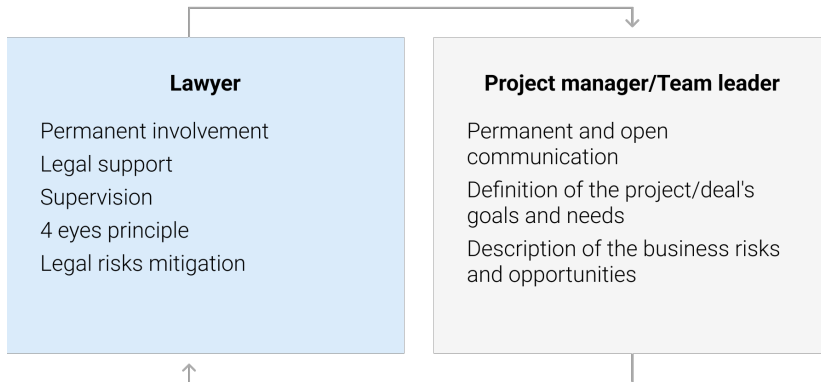 Lawyer
Permanent involvement
Legal support
Supervision
4 eyes principle
Legal risks mitigation
Project manager/Team leader
Permanent and open
communication
Definition of the project/deal's
goals and needs
Description of the business risks
and opportunities